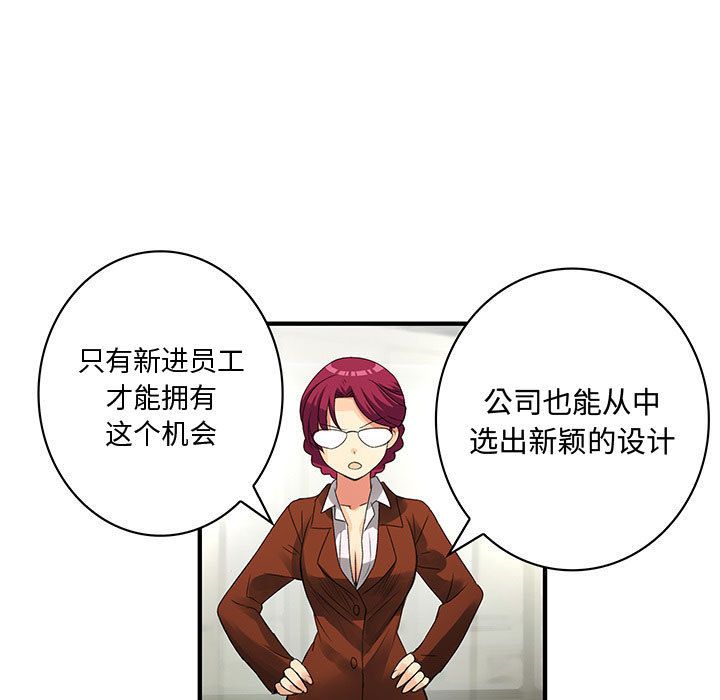 只有新进员工
才能拥有
这个机会
公司也能从中
选出新颖的设计